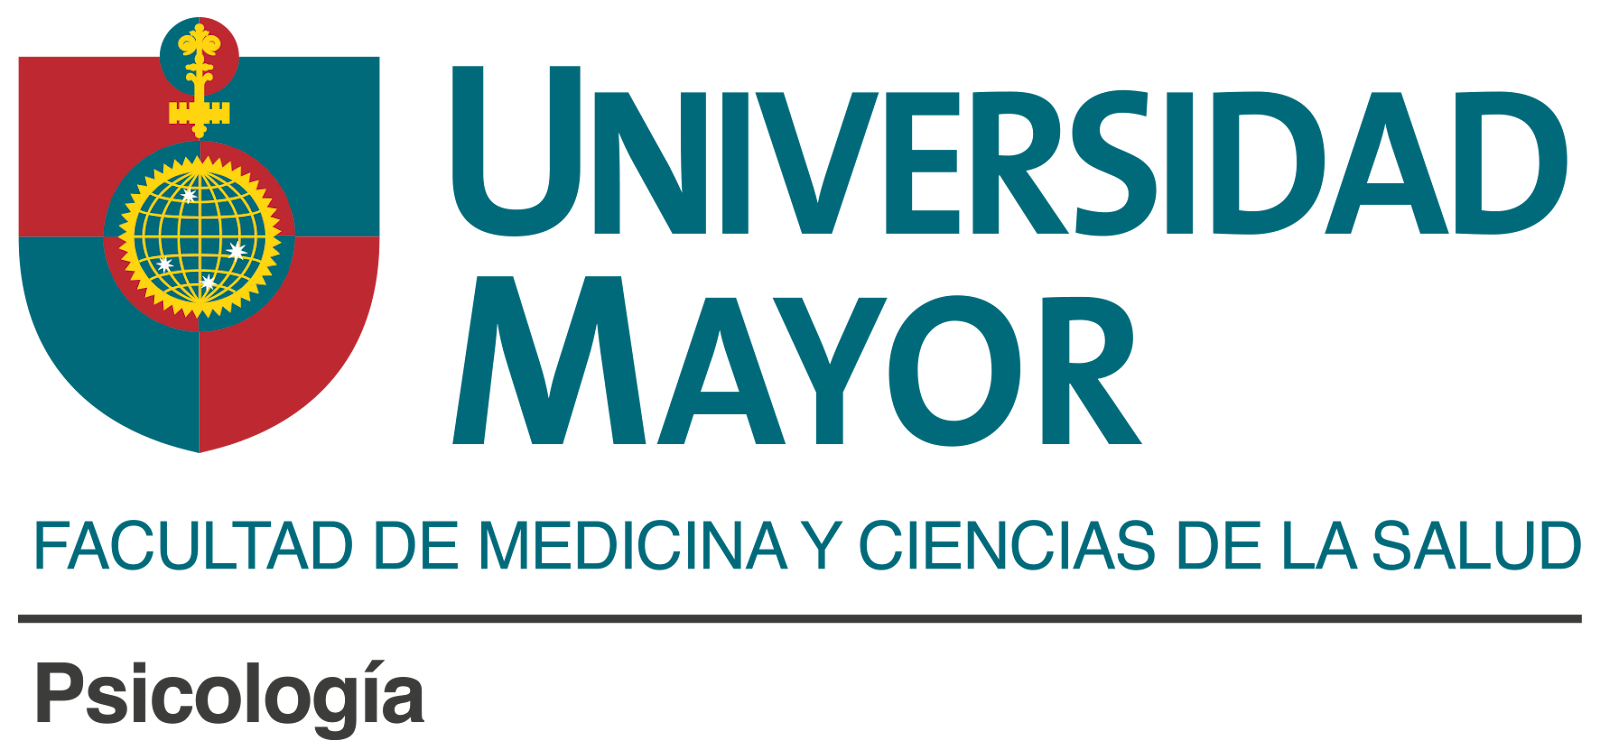 UNIVERSIDAD
MAYOR
FACULTAD DE MEDICINA Y CIENCIAS DE LA SALUD
Psicología